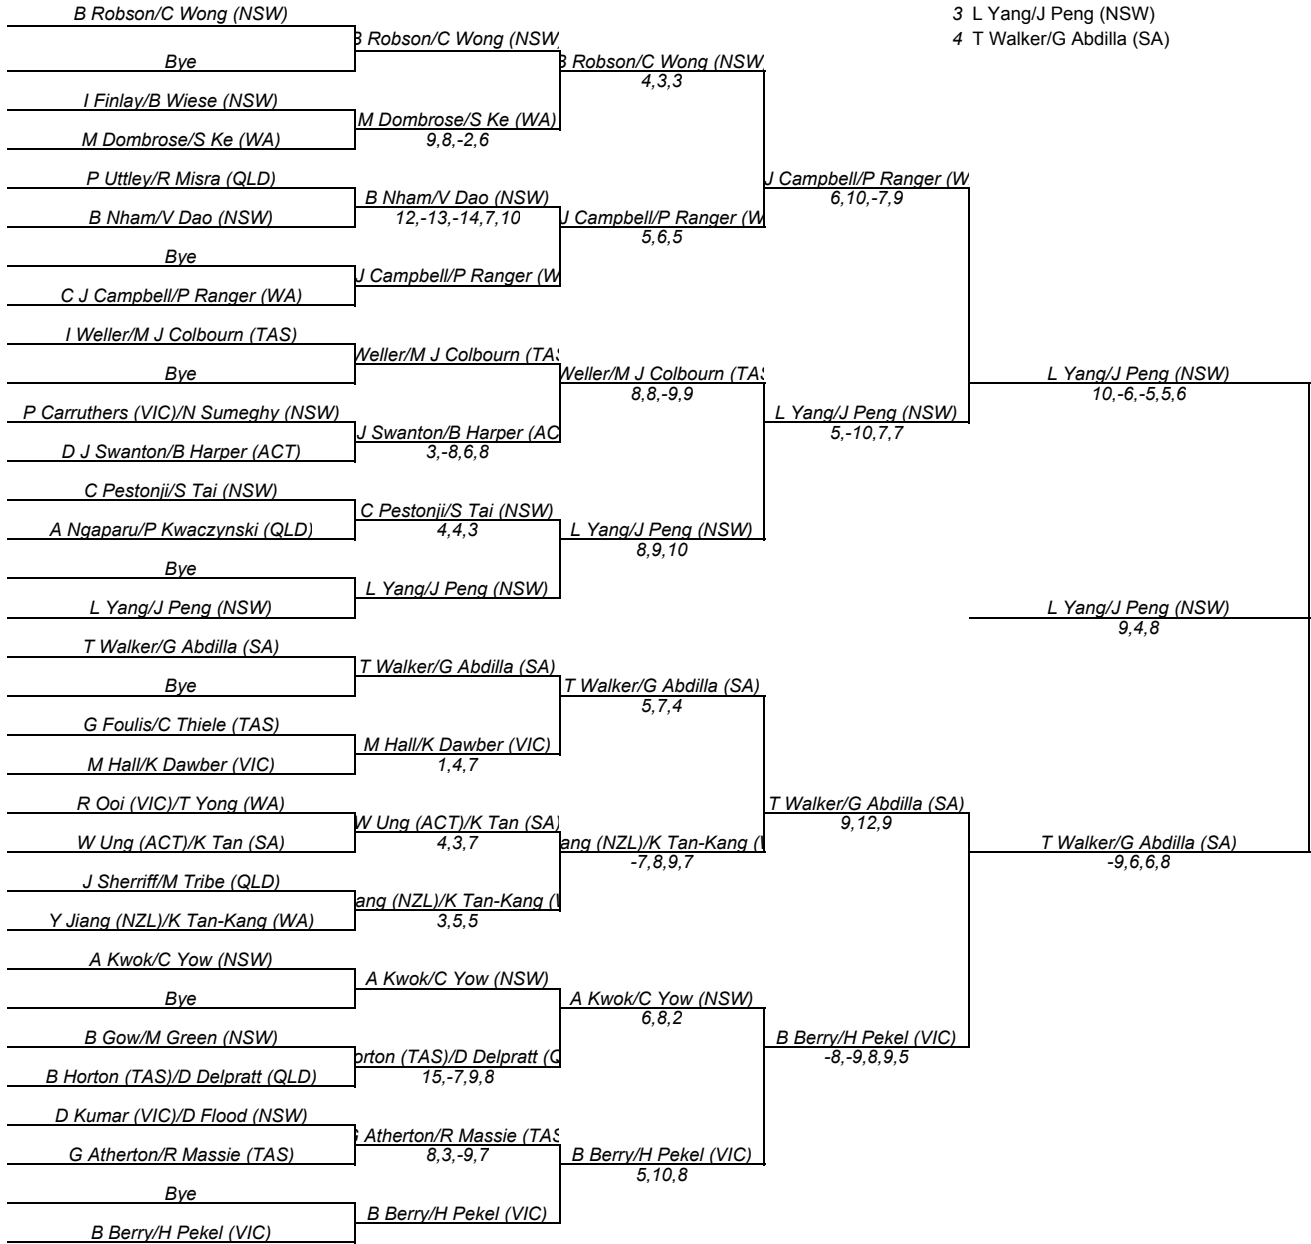 B Robson/C Wong (NSW)
Bye
I Finlay/B Wiese (NSW)
M Dombrose/S Ke (WA)
P Uttley/R Misra (QLD)
B Nham/V Dao (NSW)
Bye
C J Campbell/P Ranger (WA)
I Weller/M J Colbourn (TAS)
Bye
P Carruthers (VIC)/N Sumeghy (NSW)
D J Swanton/B Harper (ACT)
C Pestonji/S Tai (NSW)
A Ngaparu/P Kwaczynski (QLD)
Bye
L Yang/J Peng (NSW)
T Walker/G Abdilla (SA)
Bye
G Foulis/C Thiele (TAS)
M Hall/K Dawber (VIC)
R Ooi (VIC)/T Yong (WA)
W Ung (ACT)/K Tan (SA)
J Sherriff/M Tribe (QLD)
Y Jiang (NZL)/K Tan-Kang (WA)
A Kwok/C Yow (NSW)
Bye
B Gow/M Green (NSW)
B Horton (TAS)/D Delpratt (QLD)
D Kumar (VIC)/D Flood (NSW)
G Atherton/R Massie (TAS)
Bye
B Berry/H Pekel (VIC)
B Robson/C Wong (NSW)
M Dombrose/S Ke (WA)
9,8,-2,6
B Nham/V Dao (NSW)
12,-13,-14,7,10
J Campbell/P Ranger (W
Weller/M J Colbourn (TAS
J Swanton/B Harper (AC
3,-8,6,8
C Pestonji/S Tai (NSW)
4,4,3
L Yang/J Peng (NSW)
T Walker/G Abdilla (SA)
M Hall/K Dawber (VIC)
1,4,7
W Ung (ACT)/K Tan (SA)
4,3,7
ang (NZL)/K Tan-Kang (
3,5,5
A Kwok/C Yow (NSW)
orton (TAS)/D Delpratt (Q
15,-7,9,8
G Atherton/R Massie (TAS
8,3,-9,7
B Berry/H Pekel (VIC)
B Robson/C Wong (NSW
4,3,3
J Campbell/P Ranger (W
5,6,5
Weller/M J Colbourn (TAS
8,8,-9,9
L Yang/J Peng (NSW)
8,9,10
T Walker/G Abdilla (SA)
5,7,4
ang (NZL)/K Tan-Kang (
-7,8,9,7
A Kwok/C Yow (NSW)
6,8,2
B Berry/H Pekel (VIC)
5,10,8
J Campbell/P Ranger (W
6,10,-7,9
L Yang/J Peng (NSW)
5,-10,7,7
T Walker/G Abdilla (SA)
9,12,9
B Berry/H Pekel (VIC)
-8,-9,8,9,5
3 L Yang/J Peng (NSW)
4 T Walker/G Abdilla (SA)
L Yang/J Peng (NSW)
10,-6,-5,5,6
L Yang/J Peng (NSW)
9,4,8
T Walker/G Abdilla (SA)
-9,6,6,8